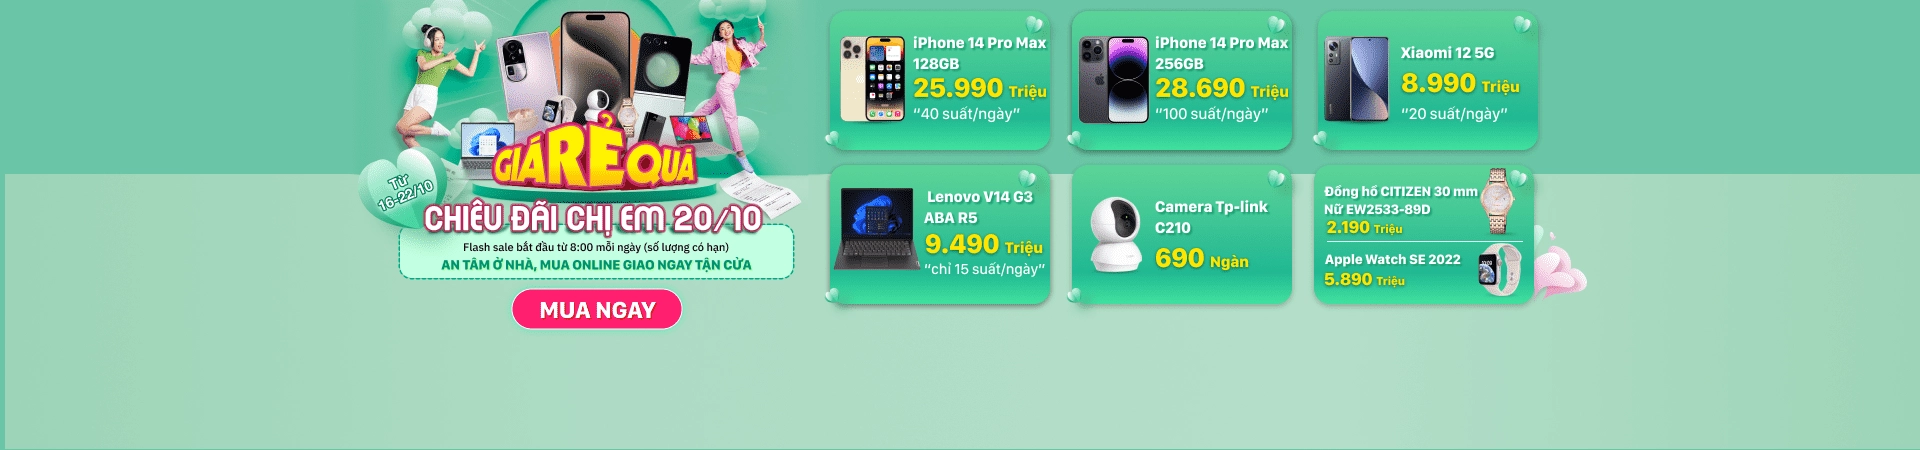 GIÁ RẺ QUÁ
Từ
16-22/10
CHIÊU ĐÃI CHỊ EM 20/10
Flash sale bắt đầu từ 8:00 mỗi ngày (số lượng có hạn)
AN TÂM Ở NHÀ, MUA ONLINE GIAO NGAY TẬN CỬA
MUA NGAY
iPhone 14 Pro Max
128GB
25.990 Triệu
“40 suất/ngày”
iPhone 14 Pro Max
256GB
28.690 Triệu
“100 suất/ngày”
Xiaomi 12 5G
8.990 Triệu
“20 suất/ngày”
Lenovo V14 G3
ABA R5
9.490 Triệu
“chỉ 15 suất/ngày”
Camera Tp-link
C210
690 Ngàn
Đồng hồ CITIZEN 30 mm
Nữ EW2533-89D
2.190 Triệu
Apple Watch SE 2022
5.890 Triệu